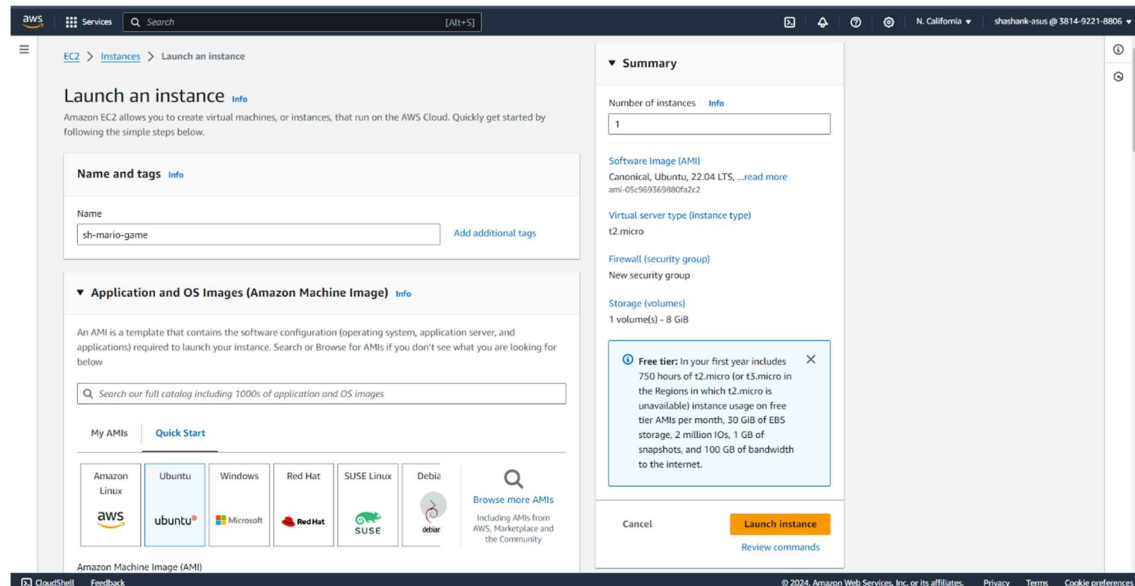 aws
Services
Search
[Alt+S]
N. California
shashank-asus @ 3814-9221-8806
EC2 > Instances > Launch an instance
Launch an instance Info
Amazon EC2 allows you to create virtual machines, or instances, that run on the AWS Cloud. Quickly get started by
following the simple steps below.
Name and tags Info
Name
sh-mario-game
Add additional tags
Application and OS Images (Amazon Machine Image) Info
An AMI is a template that contains the software configuration (operating system, application server, and
applications) required to launch your instance. Search or Browse for AMIs if you don't see what you are looking for
below
Search our full catalog including 1000s of application and OS images
My AMIs
Quick Start
Amazon
Linux
aws
Ubuntu
ubuntu
Windows
Microsoft
Red Hat
Red Hat
SUSE Linux
SUSE
Debia
debiar
Browse more AMIs
Including AMIs from
AWS, Marketplace and
the Community
Amazon Machine Image (AMI)
Summary
Number of instances Info
1
Software Image (AMI)
Canonical, Ubuntu, 22.04 LTS, ...read more
ami-05c969369880fa2c2
Virtual server type (instance type)
t2.micro
Firewall (security group)
New security group
Storage (volumes)
1 volume(s) - 8 GiB
Free tier: In your first year includes
750 hours of t2.micro (or t3.micro in
the Regions in which t2.micro is
unavailable) instance usage on free
tier AMIs per month, 30 GiB of EBS
storage, 2 million IOs, 1 GB of
snapshots, and 100 GB of bandwidth
to the internet.
Cancel
Launch instance
Review commands
CloudShell
Feedback
© 2024, Amazon Web Services, Inc. or its affiliates.
Privacy
Terms
Cookie preferences